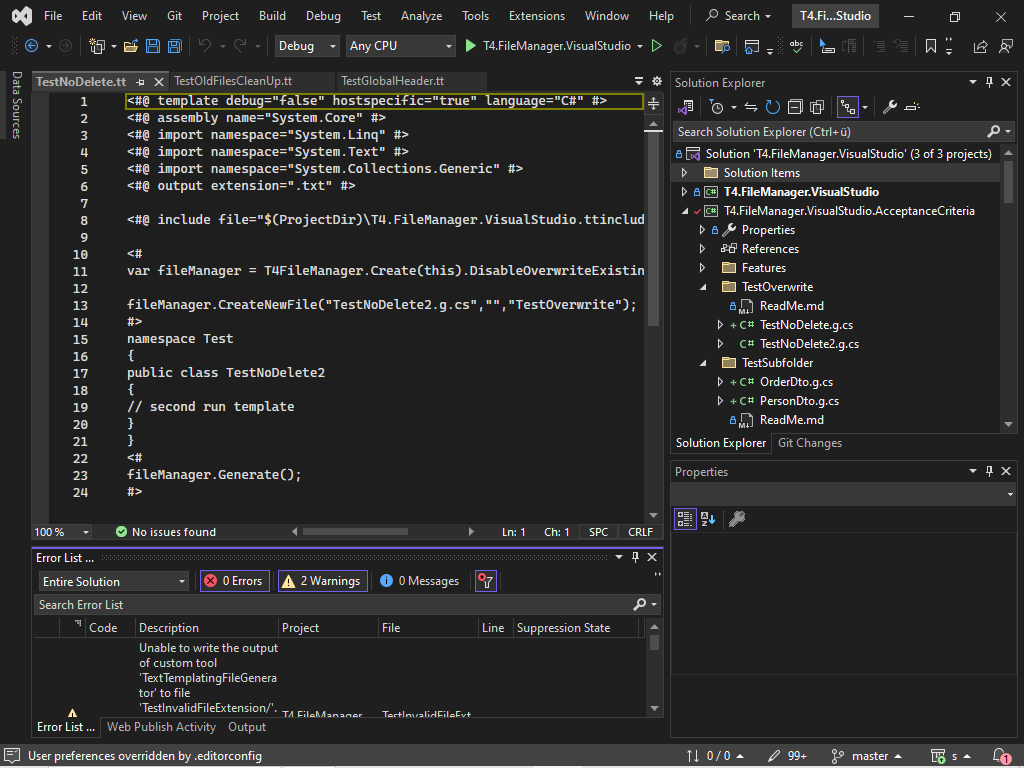 File Edit View Git Project Build Debug Test Analyze Tools Extensions Window Help Search T4.Fi...Studio
Debug Any CPU T4.FileManager.VisualStudio
Data Sources
TestNoDelete.tt TestOldFilesCleanUp.tt TestGlobalHeader.tt
1 <#@ template debug="false" hostspecific="true" language="C#" #>
2 <#@ assembly name="System.Core" #>
3 <#@ import namespace="System.Linq" #>
4 <#@ import namespace="System.Text" #>
5 <#@ import namespace="System.Collections.Generic" #>
6 <#@ output extension=".txt" #>
7
8 <#@ include file="$(ProjectDir)\T4.FileManager.VisualStudio.ttinclud
9
10 <#
11 var fileManager = T4FileManager.Create(this).DisableOverwriteExistin
12
13 fileManager.CreateNewFile("TestNoDelete2.g.cs","","TestOverwrite");
14 #>
15 namespace Test
16 {
17 public class TestNoDelete2
18 {
19 // second run template
20 }
21 }
22 <#
23 fileManager.Generate();
24 #>
100 % No issues found Ln: 1 Ch: 1 SPC CRLF
Error List ...
Entire Solution 0 Errors 2 Warnings 0 Messages
Search Error List
Code Description Project File Line Suppression State
Unable to write the output
of custom tool
'TextTemplatingFileGenera
tor' to file
'TestInvalidFileExtension/'.
T4.FileManager. TestInvalidFileExt
Error List ... Web Publish Activity Output
Solution Explorer
Search Solution Explorer (Ctrl+ü)
Solution 'T4.FileManager.VisualStudio' (3 of 3 projects)
Solution Items
C# T4.FileManager.VisualStudio
C# T4.FileManager.VisualStudio.AcceptanceCriteria
Properties
References
Features
TestOverwrite
ReadMe.md
+ C# TestNoDelete.g.cs
C# TestNoDelete2.g.cs
TestSubfolder
+ C# OrderDto.g.cs
+ C# PersonDto.g.cs
ReadMe.md
Solution Explorer Git Changes
Properties
User preferences overridden by .editorconfig 0 / 0 99+ master s 1